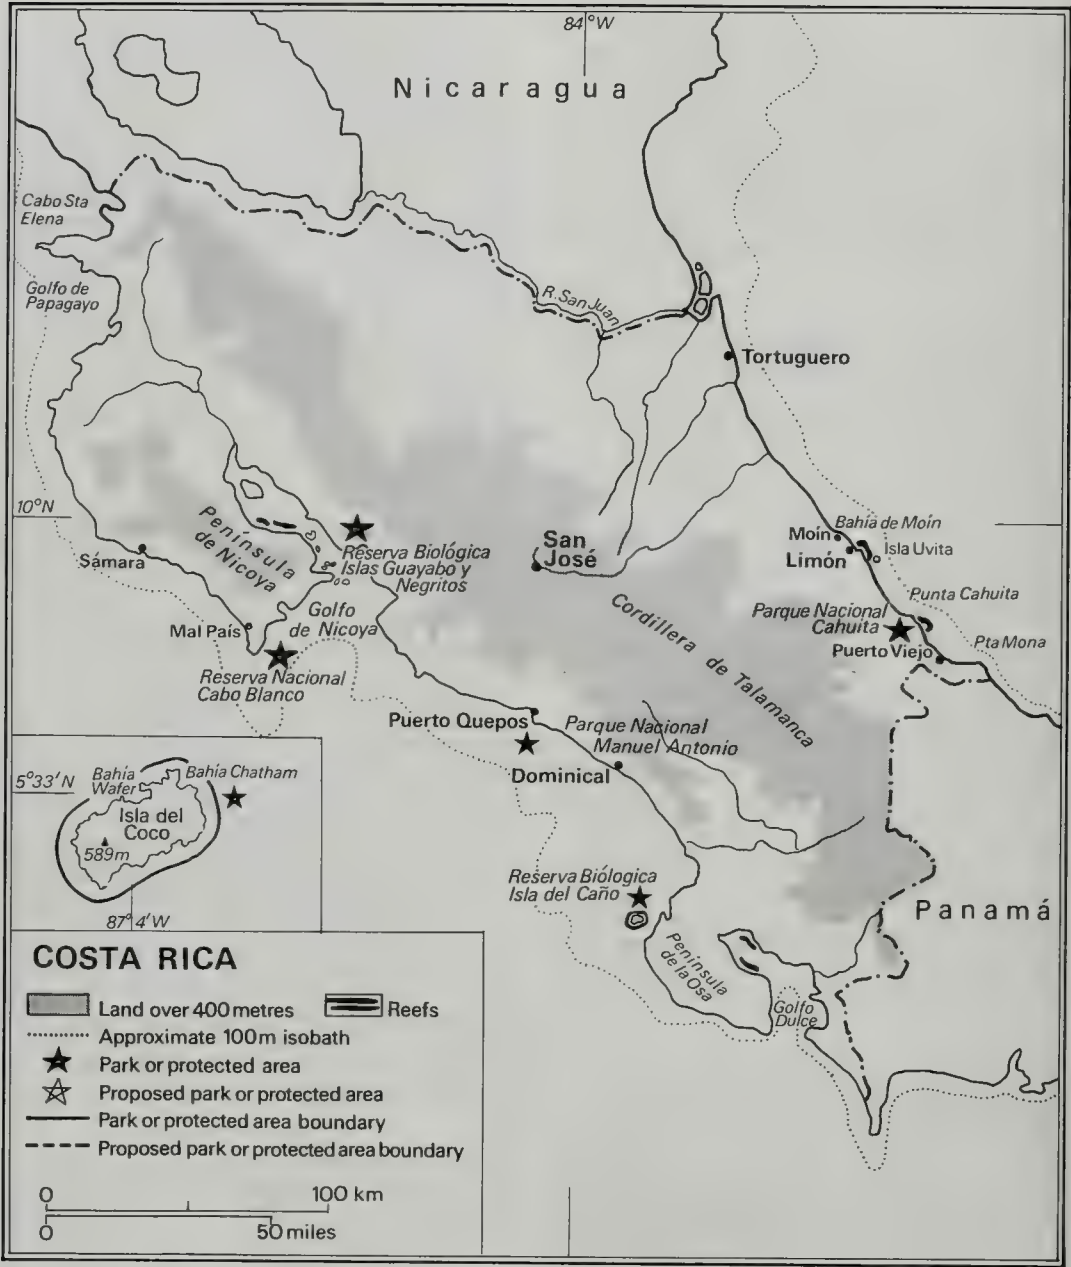 84°W
Nicaragua
Cabo Sta
Elena
Golfo de
Papagayo
R. San Juan
Tortuguero
10°N
Península
de Nicoya
Sámara
Reserva Biológica
Islas Guayabo y
Negritos
San
José
Moín
Bahía de Moín
Limón
Isla Uvita
Punta Cahuita
Parque Nacional
Cahuita
Puerto Viejo
Pta Mona
Cordillera de Talamanca
Golfo
de Nicoya
Mal País
Reserva Nacional
Cabo Blanco
Puerto Quepos
Parque Nacional
Manuel Antonio
Dominical
5°33'N
Bahía
Wafer
Bahía Chatham
Isla del
Coco
589m
87°4'W
Reserva Biólogica
Isla del Caño
Península
de la Osa
Golfo
Dulce
Panamá
COSTA RICA
Land over 400 metres
Reefs
Approximate 100m isobath
Park or protected area
Proposed park or protected area
Park or protected area boundary
Proposed park or protected area boundary
0 100 km
0 50 miles